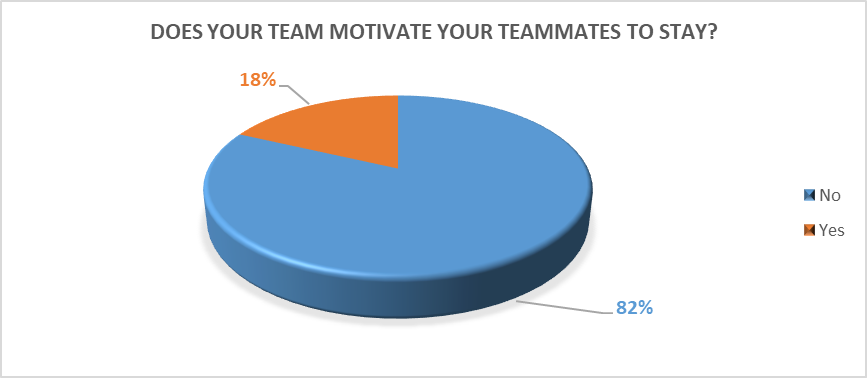 DOES YOUR TEAM MOTIVATE YOUR TEAMMATES TO STAY?
18%
No
Yes
82%